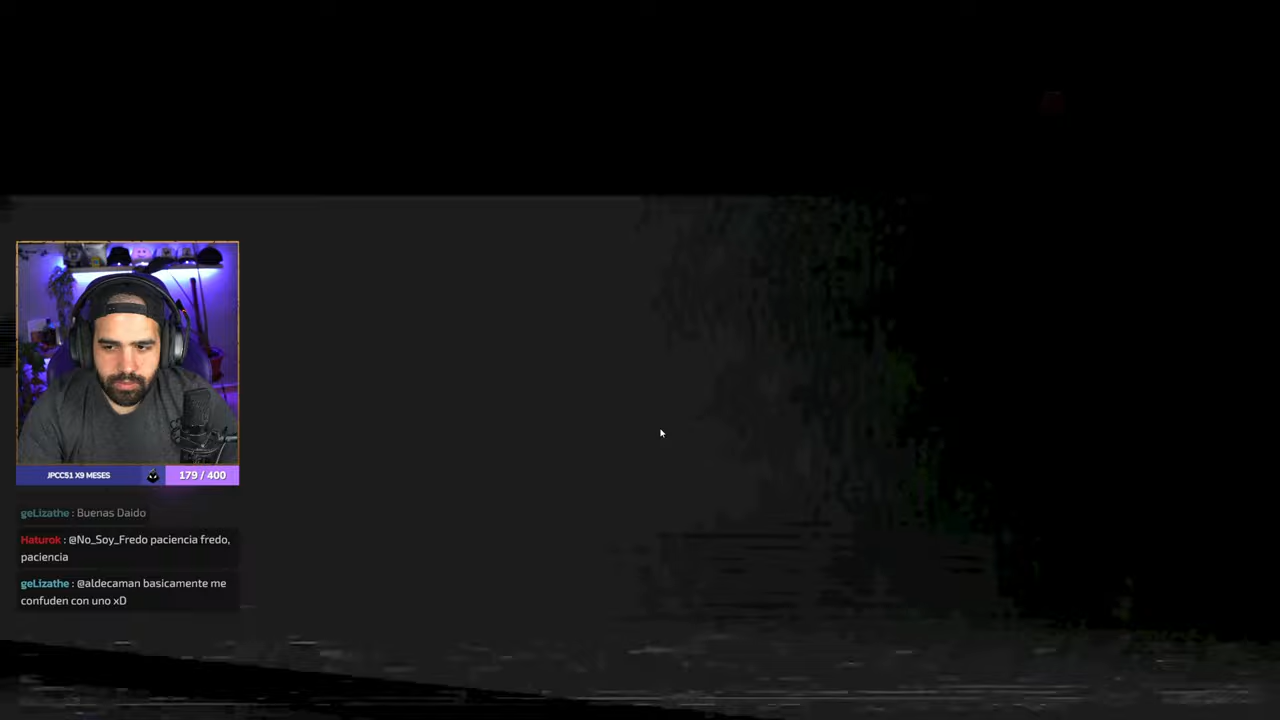 JPCC51 X9 MESES
179 / 400
geLizathe : Buenas Daido
Haturok : @No_Soy_Fredo paciencia fredo,
paciencia
geLizathe : @aldecaman basicamente me
confuden con uno xD